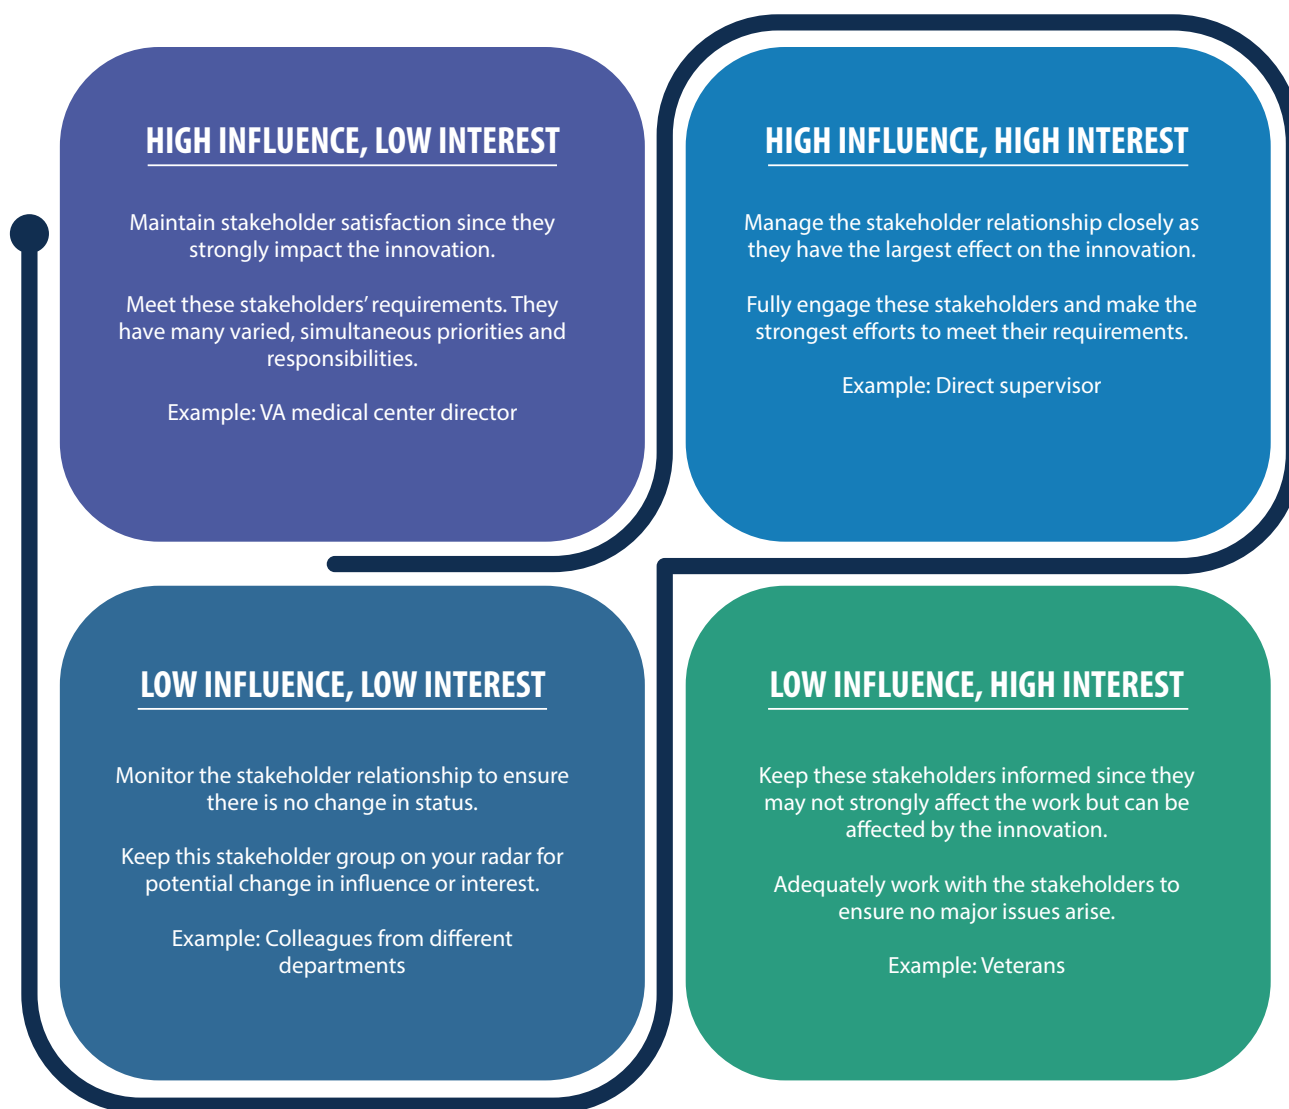 HIGH INFLUENCE, LOW INTEREST
Maintain stakeholder satisfaction since they
strongly impact the innovation.
Meet these stakeholders’ requirements. They
have many varied, simultaneous priorities and
responsibilities.
Example: VA medical center director
HIGH INFLUENCE, HIGH INTEREST
Manage the stakeholder relationship closely as
they have the largest effect on the innovation.
Fully engage these stakeholders and make the
strongest efforts to meet their requirements.
Example: Direct supervisor
LOW INFLUENCE, LOW INTEREST
Monitor the stakeholder relationship to ensure
there is no change in status.
Keep this stakeholder group on your radar for
potential change in influence or interest.
Example: Colleagues from different
departments
LOW INFLUENCE, HIGH INTEREST
Keep these stakeholders informed since they
may not strongly affect the work but can be
affected by the innovation.
Adequately work with the stakeholders to
ensure no major issues arise.
Example: Veterans